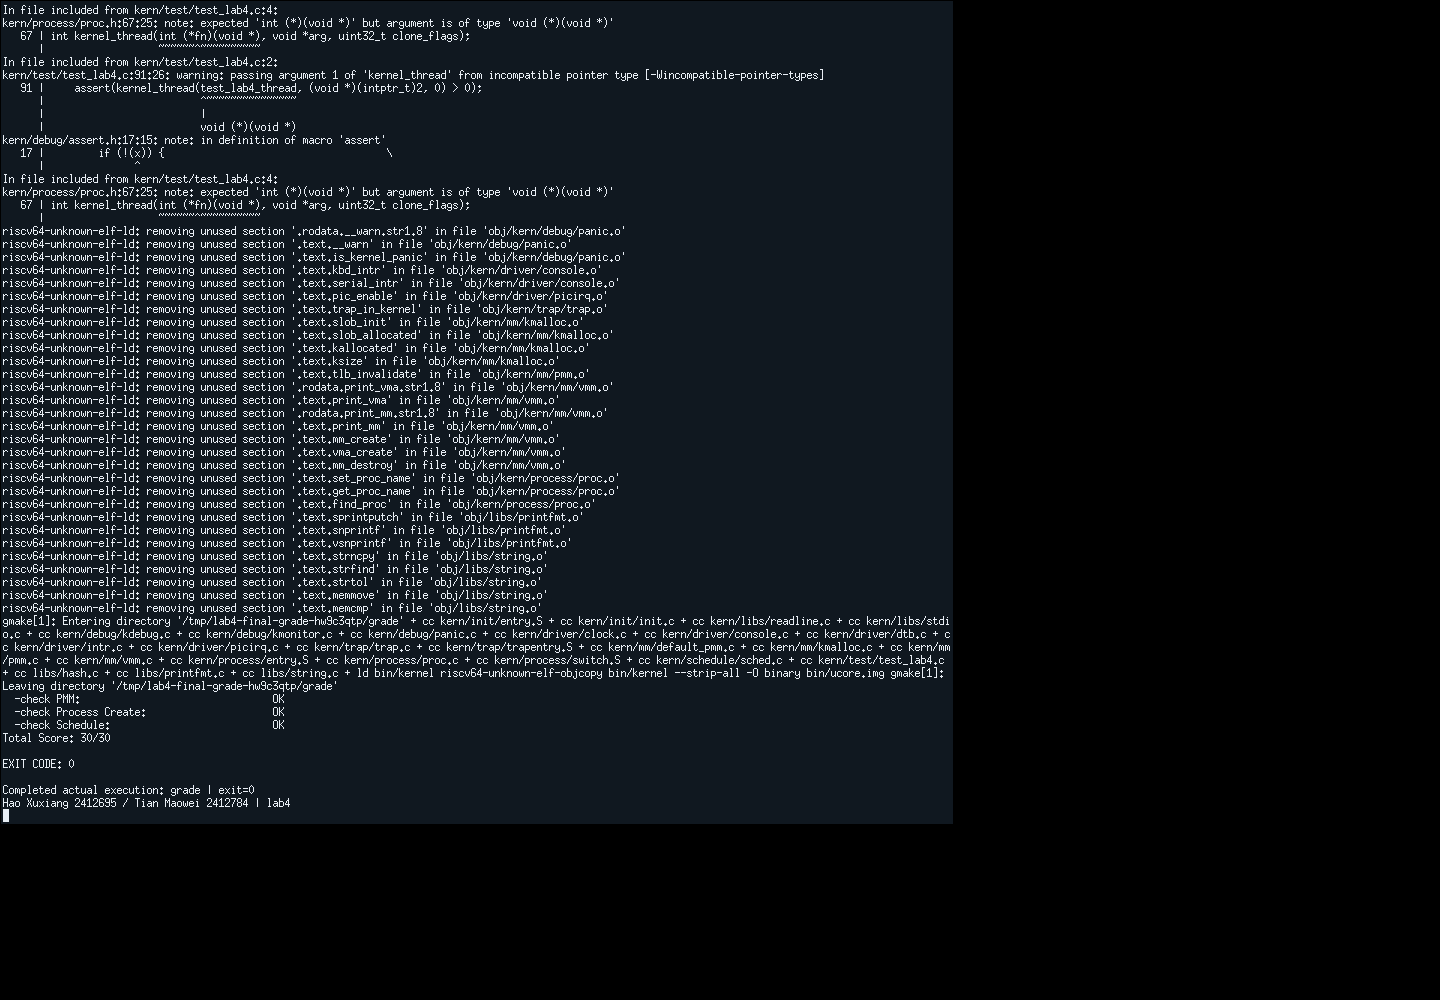 In file included from kern/test/test_lab4.c:4:
kern/process/proc.h:67:25: note: expected 'int (*)(void *)' but argument is of type 'void (*)(void *)'
   67 | int kernel_thread(int (*fn)(void *), void *arg, uint32_t clone_flags);
      |                   ~~~~~~^~~~~~~~~~~
In file included from kern/test/test_lab4.c:2:
kern/test/test_lab4.c:91:26: warning: passing argument 1 of 'kernel_thread' from incompatible pointer type [-Wincompatible-pointer-types]
   91 |     assert(kernel_thread(test_lab4_thread, (void *)(intptr_t)2, 0) > 0);
      |                          ^~~~~~~~~~~~~~~~
      |                          |
      |                          void (*)(void *)
kern/debug/assert.h:17:15: note: in definition of macro 'assert'
   17 |         if (!(x)) {                                     \
      |               ^
In file included from kern/test/test_lab4.c:4:
kern/process/proc.h:67:25: note: expected 'int (*)(void *)' but argument is of type 'void (*)(void *)'
   67 | int kernel_thread(int (*fn)(void *), void *arg, uint32_t clone_flags);
      |                   ~~~~~~^~~~~~~~~~~
riscv64-unknown-elf-ld: removing unused section '.rodata.__warn.str1.8' in file 'obj/kern/debug/panic.o'
riscv64-unknown-elf-ld: removing unused section '.text.__warn' in file 'obj/kern/debug/panic.o'
riscv64-unknown-elf-ld: removing unused section '.text.is_kernel_panic' in file 'obj/kern/debug/panic.o'
riscv64-unknown-elf-ld: removing unused section '.text.kbd_intr' in file 'obj/kern/driver/console.o'
riscv64-unknown-elf-ld: removing unused section '.text.serial_intr' in file 'obj/kern/driver/console.o'
riscv64-unknown-elf-ld: removing unused section '.text.pic_enable' in file 'obj/kern/driver/picirq.o'
riscv64-unknown-elf-ld: removing unused section '.text.trap_in_kernel' in file 'obj/kern/trap/trap.o'
riscv64-unknown-elf-ld: removing unused section '.text.slob_init' in file 'obj/kern/mm/kmalloc.o'
riscv64-unknown-elf-ld: removing unused section '.text.slob_allocated' in file 'obj/kern/mm/kmalloc.o'
riscv64-unknown-elf-ld: removing unused section '.text.kallocated' in file 'obj/kern/mm/kmalloc.o'
riscv64-unknown-elf-ld: removing unused section '.text.ksize' in file 'obj/kern/mm/kmalloc.o'
riscv64-unknown-elf-ld: removing unused section '.text.tlb_invalidate' in file 'obj/kern/mm/pmm.o'
riscv64-unknown-elf-ld: removing unused section '.rodata.print_vma.str1.8' in file 'obj/kern/mm/vmm.o'
riscv64-unknown-elf-ld: removing unused section '.text.print_vma' in file 'obj/kern/mm/vmm.o'
riscv64-unknown-elf-ld: removing unused section '.rodata.print_mm.str1.8' in file 'obj/kern/mm/vmm.o'
riscv64-unknown-elf-ld: removing unused section '.text.print_mm' in file 'obj/kern/mm/vmm.o'
riscv64-unknown-elf-ld: removing unused section '.text.mm_create' in file 'obj/kern/mm/vmm.o'
riscv64-unknown-elf-ld: removing unused section '.text.vma_create' in file 'obj/kern/mm/vmm.o'
riscv64-unknown-elf-ld: removing unused section '.text.mm_destroy' in file 'obj/kern/mm/vmm.o'
riscv64-unknown-elf-ld: removing unused section '.text.set_proc_name' in file 'obj/kern/process/proc.o'
riscv64-unknown-elf-ld: removing unused section '.text.get_proc_name' in file 'obj/kern/process/proc.o'
riscv64-unknown-elf-ld: removing unused section '.text.find_proc' in file 'obj/kern/process/proc.o'
riscv64-unknown-elf-ld: removing unused section '.text.sprintputch' in file 'obj/libs/printfmt.o'
riscv64-unknown-elf-ld: removing unused section '.text.snprintf' in file 'obj/libs/printfmt.o'
riscv64-unknown-elf-ld: removing unused section '.text.vsnprintf' in file 'obj/libs/printfmt.o'
riscv64-unknown-elf-ld: removing unused section '.text.strncpy' in file 'obj/libs/string.o'
riscv64-unknown-elf-ld: removing unused section '.text.strfind' in file 'obj/libs/string.o'
riscv64-unknown-elf-ld: removing unused section '.text.strtol' in file 'obj/libs/string.o'
riscv64-unknown-elf-ld: removing unused section '.text.memmove' in file 'obj/libs/string.o'
riscv64-unknown-elf-ld: removing unused section '.text.memcmp' in file 'obj/libs/string.o'
gmake[1]: Entering directory '/tmp/lab4-final-grade-hw9c3qtp/grade' + cc kern/init/entry.S + cc kern/init/init.c + cc kern/libs/readline.c + cc kern/libs/stdi
o.c + cc kern/debug/kdebug.c + cc kern/debug/kmonitor.c + cc kern/debug/panic.c + cc kern/driver/clock.c + cc kern/driver/console.c + cc kern/driver/dtb.c + c
c kern/driver/intr.c + cc kern/driver/picirq.c + cc kern/trap/trap.c + cc kern/trap/trapentry.S + cc kern/mm/default_pmm.c + cc kern/mm/kmalloc.c + cc kern/mm
/pmm.c + cc kern/mm/vmm.c + cc kern/process/entry.S + cc kern/process/proc.c + cc kern/process/switch.S + cc kern/schedule/sched.c + cc kern/test/test_lab4.c
+ cc libs/hash.c + cc libs/printfmt.c + cc libs/string.c + ld bin/kernel riscv64-unknown-elf-objcopy bin/kernel --strip-all -O binary bin/ucore.img gmake[1]:
Leaving directory '/tmp/lab4-final-grade-hw9c3qtp/grade'
  -check PMM:                                OK
  -check Process Create:                     OK
  -check Schedule:                           OK
Total Score: 30/30
EXIT CODE: 0
Completed actual execution: grade | exit=0
Hao Xuxiang 2412695 / Tian Maowei 2412784 | lab4